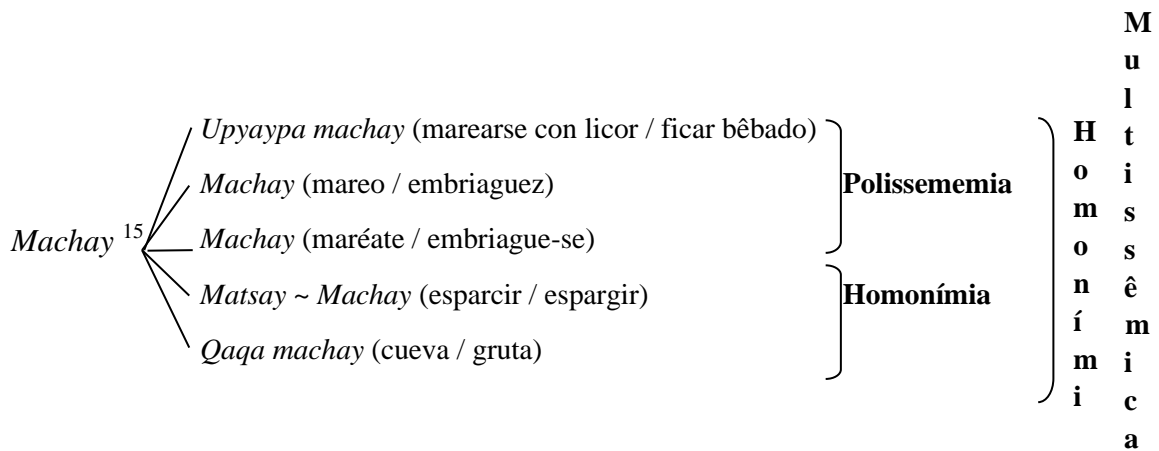 Machay 15
Upyaypa machay (marearse con licor / ficar bêbado)
Machay (mareo / embriaguez)
Machay (maréate / embriague-se)
Matsay ~ Machay (esparcir / espargir)
Qaqa machay (cueva / gruta)
Polissememia
Homonímia
H
o
m
o
n
í
m
i
M
u
l
t
i
s
s
ê
m
i
c
a